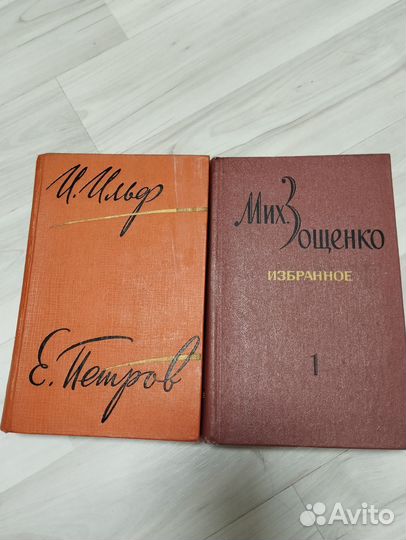 И. Ильф
Е. Петров
Мих. Зощенко
ИЗБРАННОЕ
1
Avito